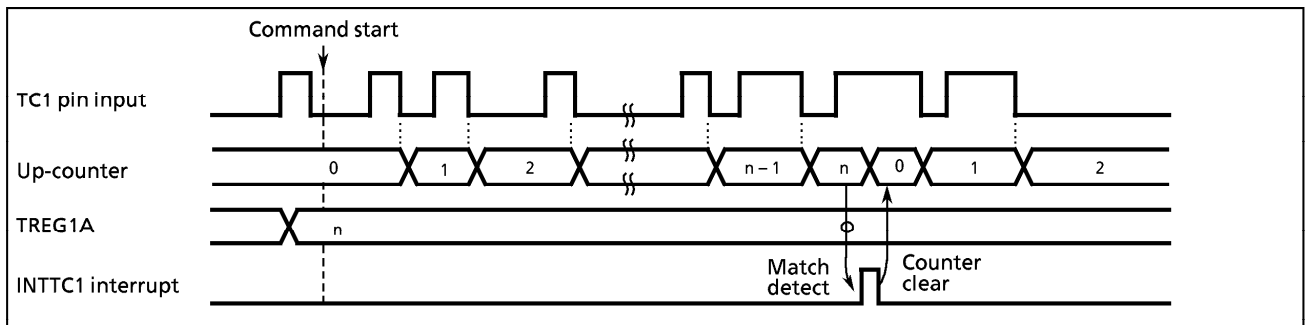 Command start
TC1 pin input
Up-counter
0
1
2
n – 1
n
0
1
2
TREG1A
n
INTTC1 interrupt
Match
detect
Counter
clear